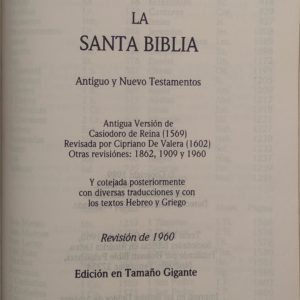 LA
SANTA BIBLIA
Antiguo y Nuevo Testamentos
Antigua Versión de
Casiodoro de Reina (1569)
Revisada por Cipriano De Valera (1602)
Otras revisiónes: 1862, 1909 y 1960
Y cotejada posteriormente
con diversas traducciones y con
los textos Hebreo y Griego
Revisión de 1960
Edición en Tamaño Gigante